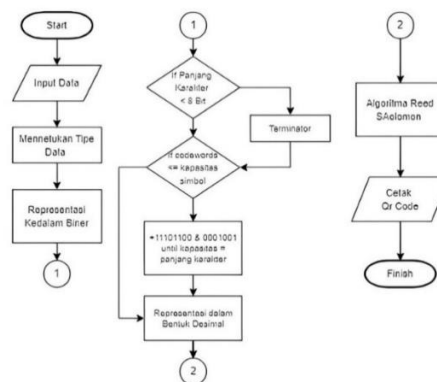 Start
Input Data
Mennetukan Tipe
Data
Representasi
Kedalam Biner
1
1
If Panjang
Karakter
< 8 Bit
Terminator
If codewords
<= kapasitas
simbol
+11101100 & 0001001
until kapasitas =
panjang karakter
Representasi dalam
Bentuk Desimal
2
2
Algoritma Reed
SAolomon
Cetak
Qr Code
Finish